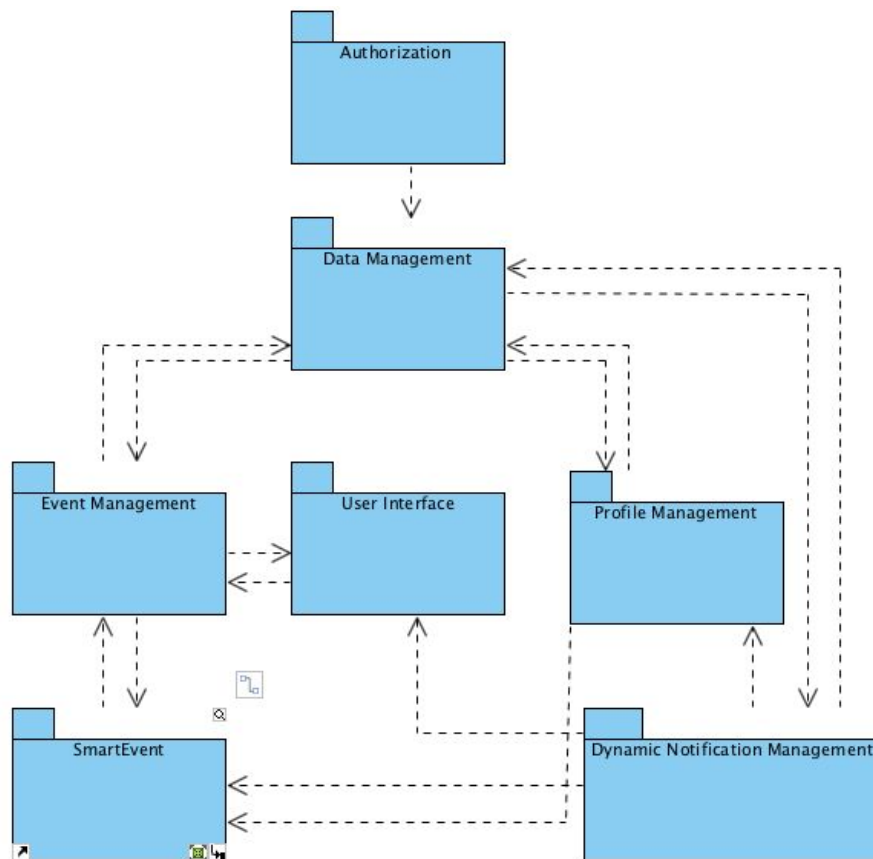 Authorization
Data Management
Event Management
User Interface
Profile Management
SmartEvent
Dynamic Notification Management